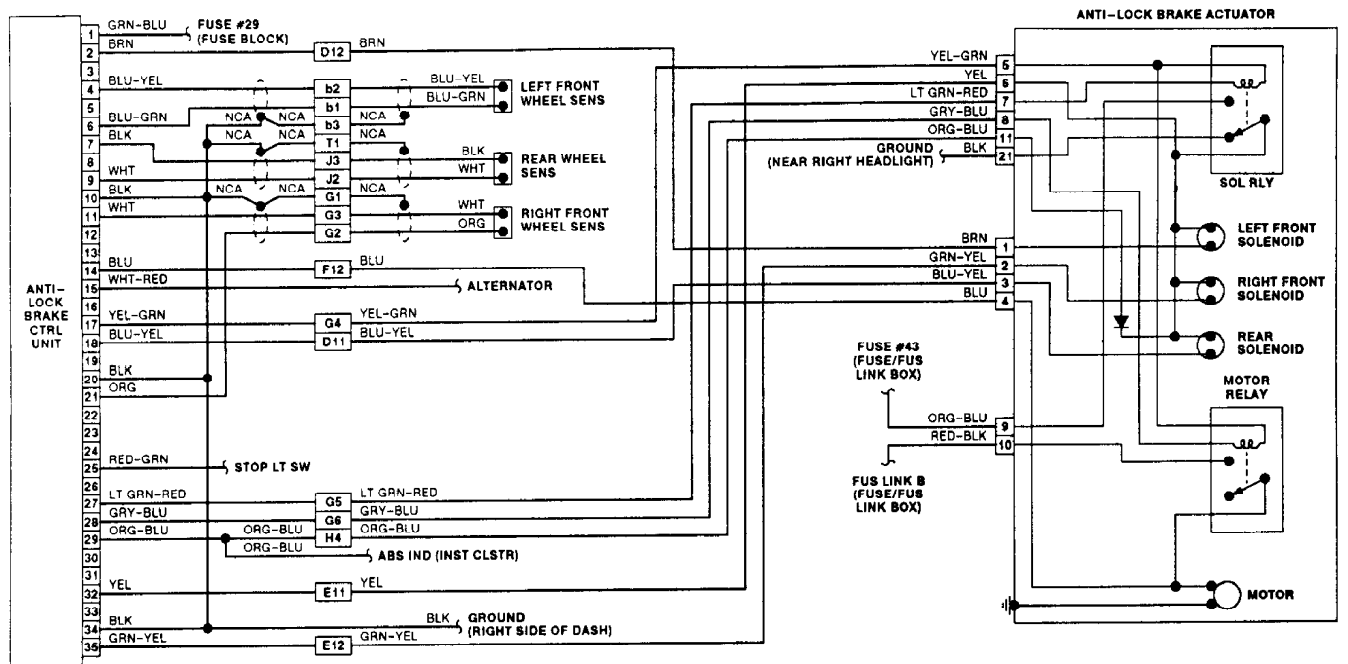 ANTI-LOCK BRAKE ACTUATOR
ANTI-
LOCK
BRAKE
CTRL
UNIT
1 GRN-BLU FUSE #29
(FUSE BLOCK)
2 BRN D12 BRN
3
4 BLU-YEL b2 BLU-YEL
5 b1 BLU-GRN
LEFT FRONT
WHEEL SENS
6 BLU-GRN NCA NCA b3 NCA
7 BLK NCA NCA T1 NCA
8 J3 BLK
9 WHT J2 WHT
REAR WHEEL
SENS
10 BLK NCA NCA G1 NCA
11 WHT G3 WHT
12 G2 ORG
RIGHT FRONT
WHEEL SENS
13
14 BLU F12 BLU
15 WHT-RED ALTERNATOR
16
17 YEL-GRN G4 YEL-GRN
18 BLU-YEL D11 BLU-YEL
19
20 BLK
21 ORG
22
23
24
25 RED-GRN STOP LT SW
26
27 LT GRN-RED G5 LT GRN-RED
28 GRY-BLU G6 GRY-BLU
29 ORG-BLU ORG-BLU H4 ORG-BLU
30 ORG-BLU ABS IND (INST CLSTR)
31
32 YEL E11 YEL
33
34 BLK BLK GROUND
(RIGHT SIDE OF DASH)
35 GRN-YEL E12 GRN-YEL
YEL-GRN 5
YEL 6
LT GRN-RED 7
GRY-BLU 8
ORG-BLU 11
GROUND
(NEAR RIGHT HEADLIGHT)
BLK 21
SOL RLY
BRN 1
GRN-YEL 2
BLU-YEL 3
BLU 4
LEFT FRONT
SOLENOID
RIGHT FRONT
SOLENOID
REAR
SOLENOID
FUSE #43
(FUSE/FUS
LINK BOX)
MOTOR
RELAY
ORG-BLU 9
RED-BLK 10
FUS LINK B
(FUSE/FUS
LINK BOX)
MOTOR